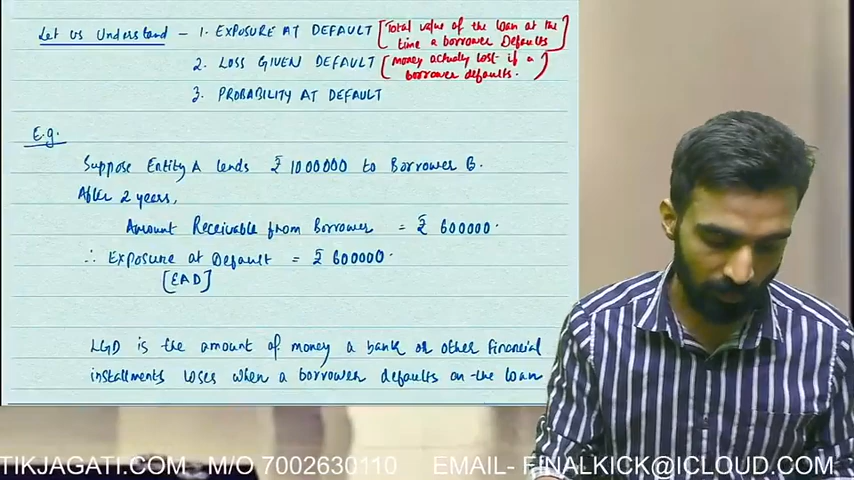 Let us Understand - 1. EXPOSURE AT DEFAULT [Total value of the loan at the
time a borrower Defaults]
2. LOSS GIVEN DEFAULT (money actually lost if a
borrower defaults.)
3. PROBABILITY AT DEFAULT
E.g.
Suppose Entity A lends ₹ 1000000 to Borrower B.
After 2 years,
Amount Receivable from Borrower = ₹ 600000.
∴ Exposure at Default = ₹ 600000.
[EAD]
LGD is the amount of money a bank or other financial
installments loses when a borrower defaults on the loan
TIKJAGATI.COM M/O 7002630110 EMAIL- FINALKICK@ICLOUD.COM